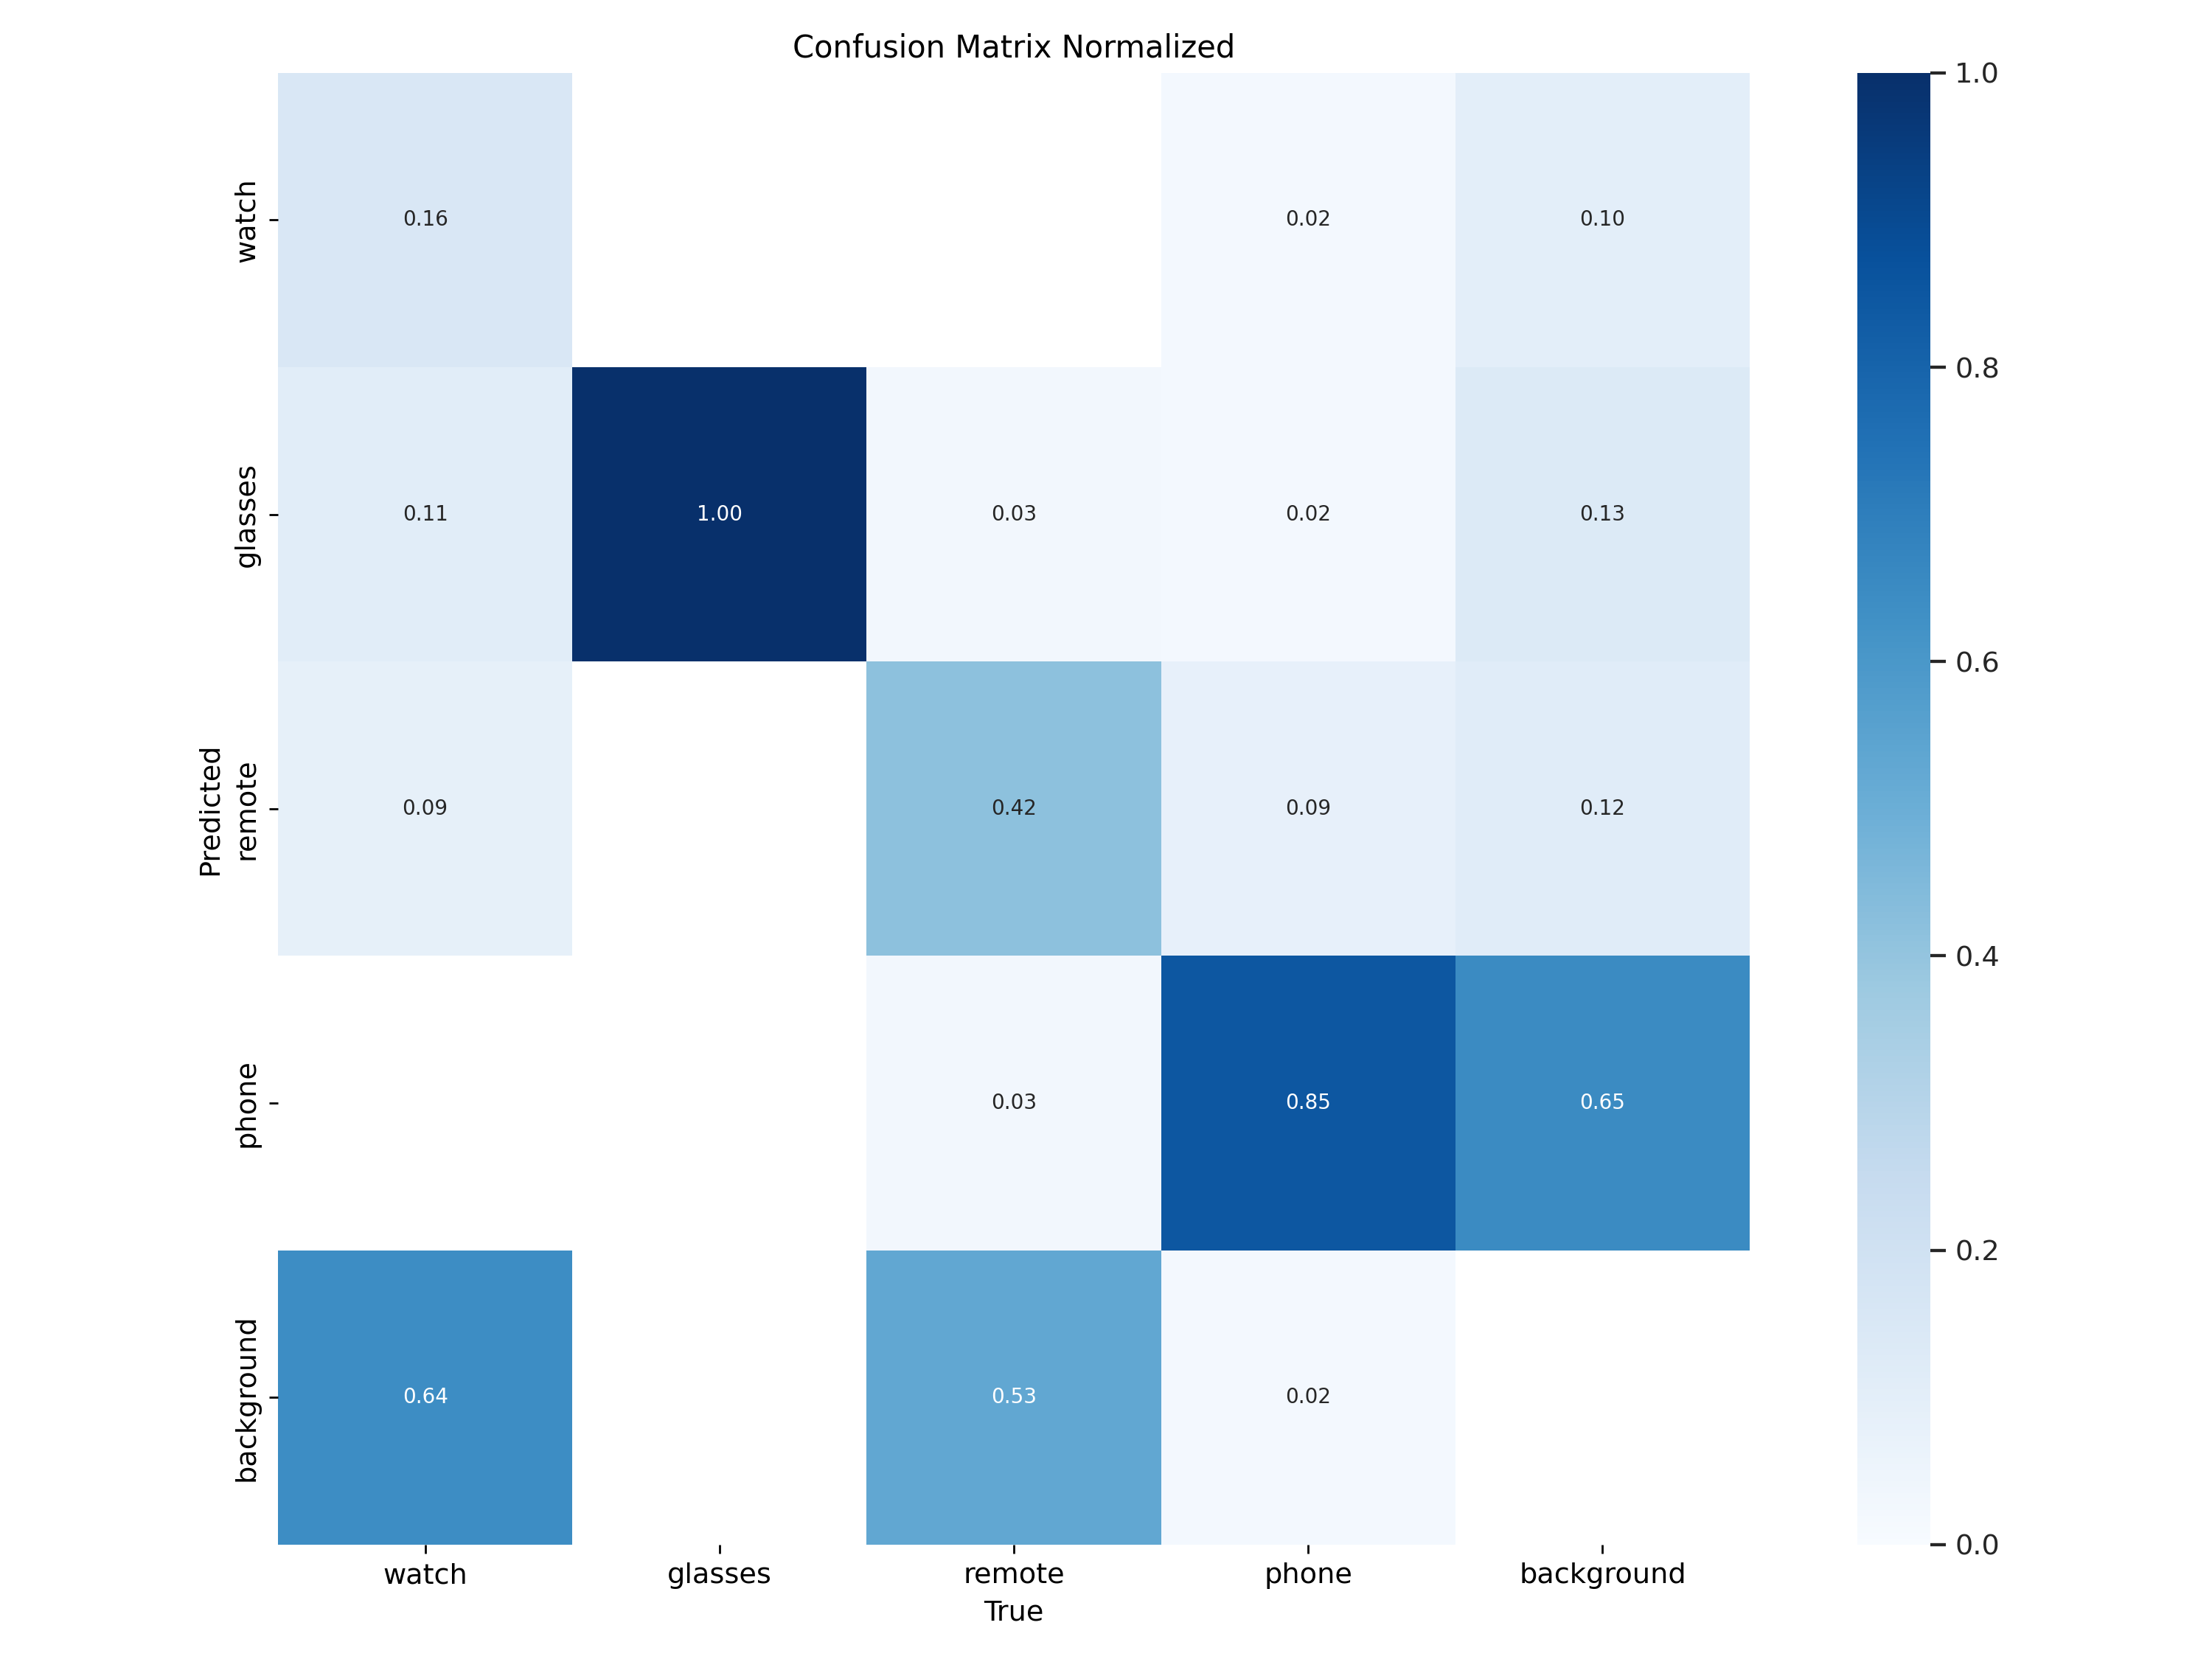 Confusion Matrix Normalized
watch
0.16
0.02
0.10
glasses
0.11
1.00
0.03
0.02
0.13
Predicted
remote
0.09
0.42
0.09
0.12
phone
0.03
0.85
0.65
background
0.64
0.53
0.02
watch
glasses
remote
phone
background
True
1.0
0.8
0.6
0.4
0.2
0.0